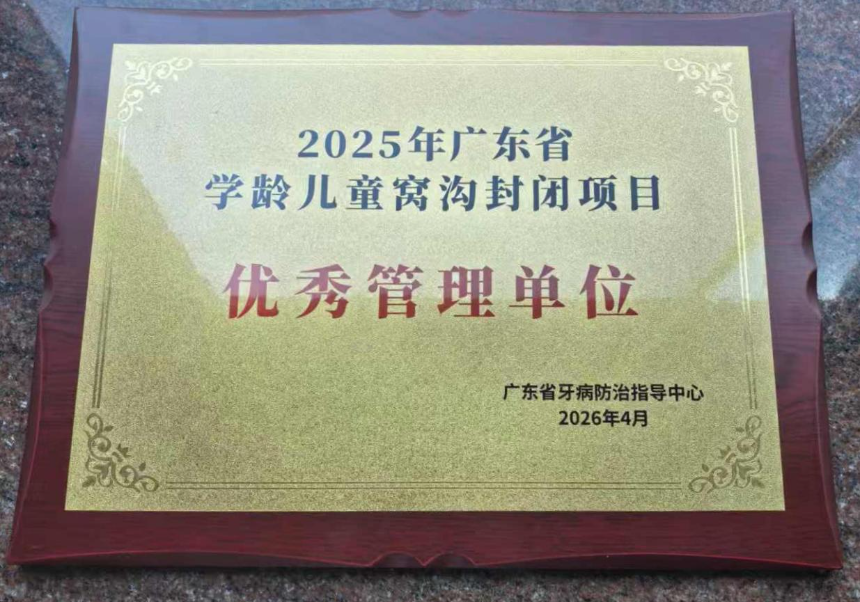 2025年广东省
学龄儿童窝沟封闭项目
优秀管理单位
广东省牙病防治指导中心
2026年4月